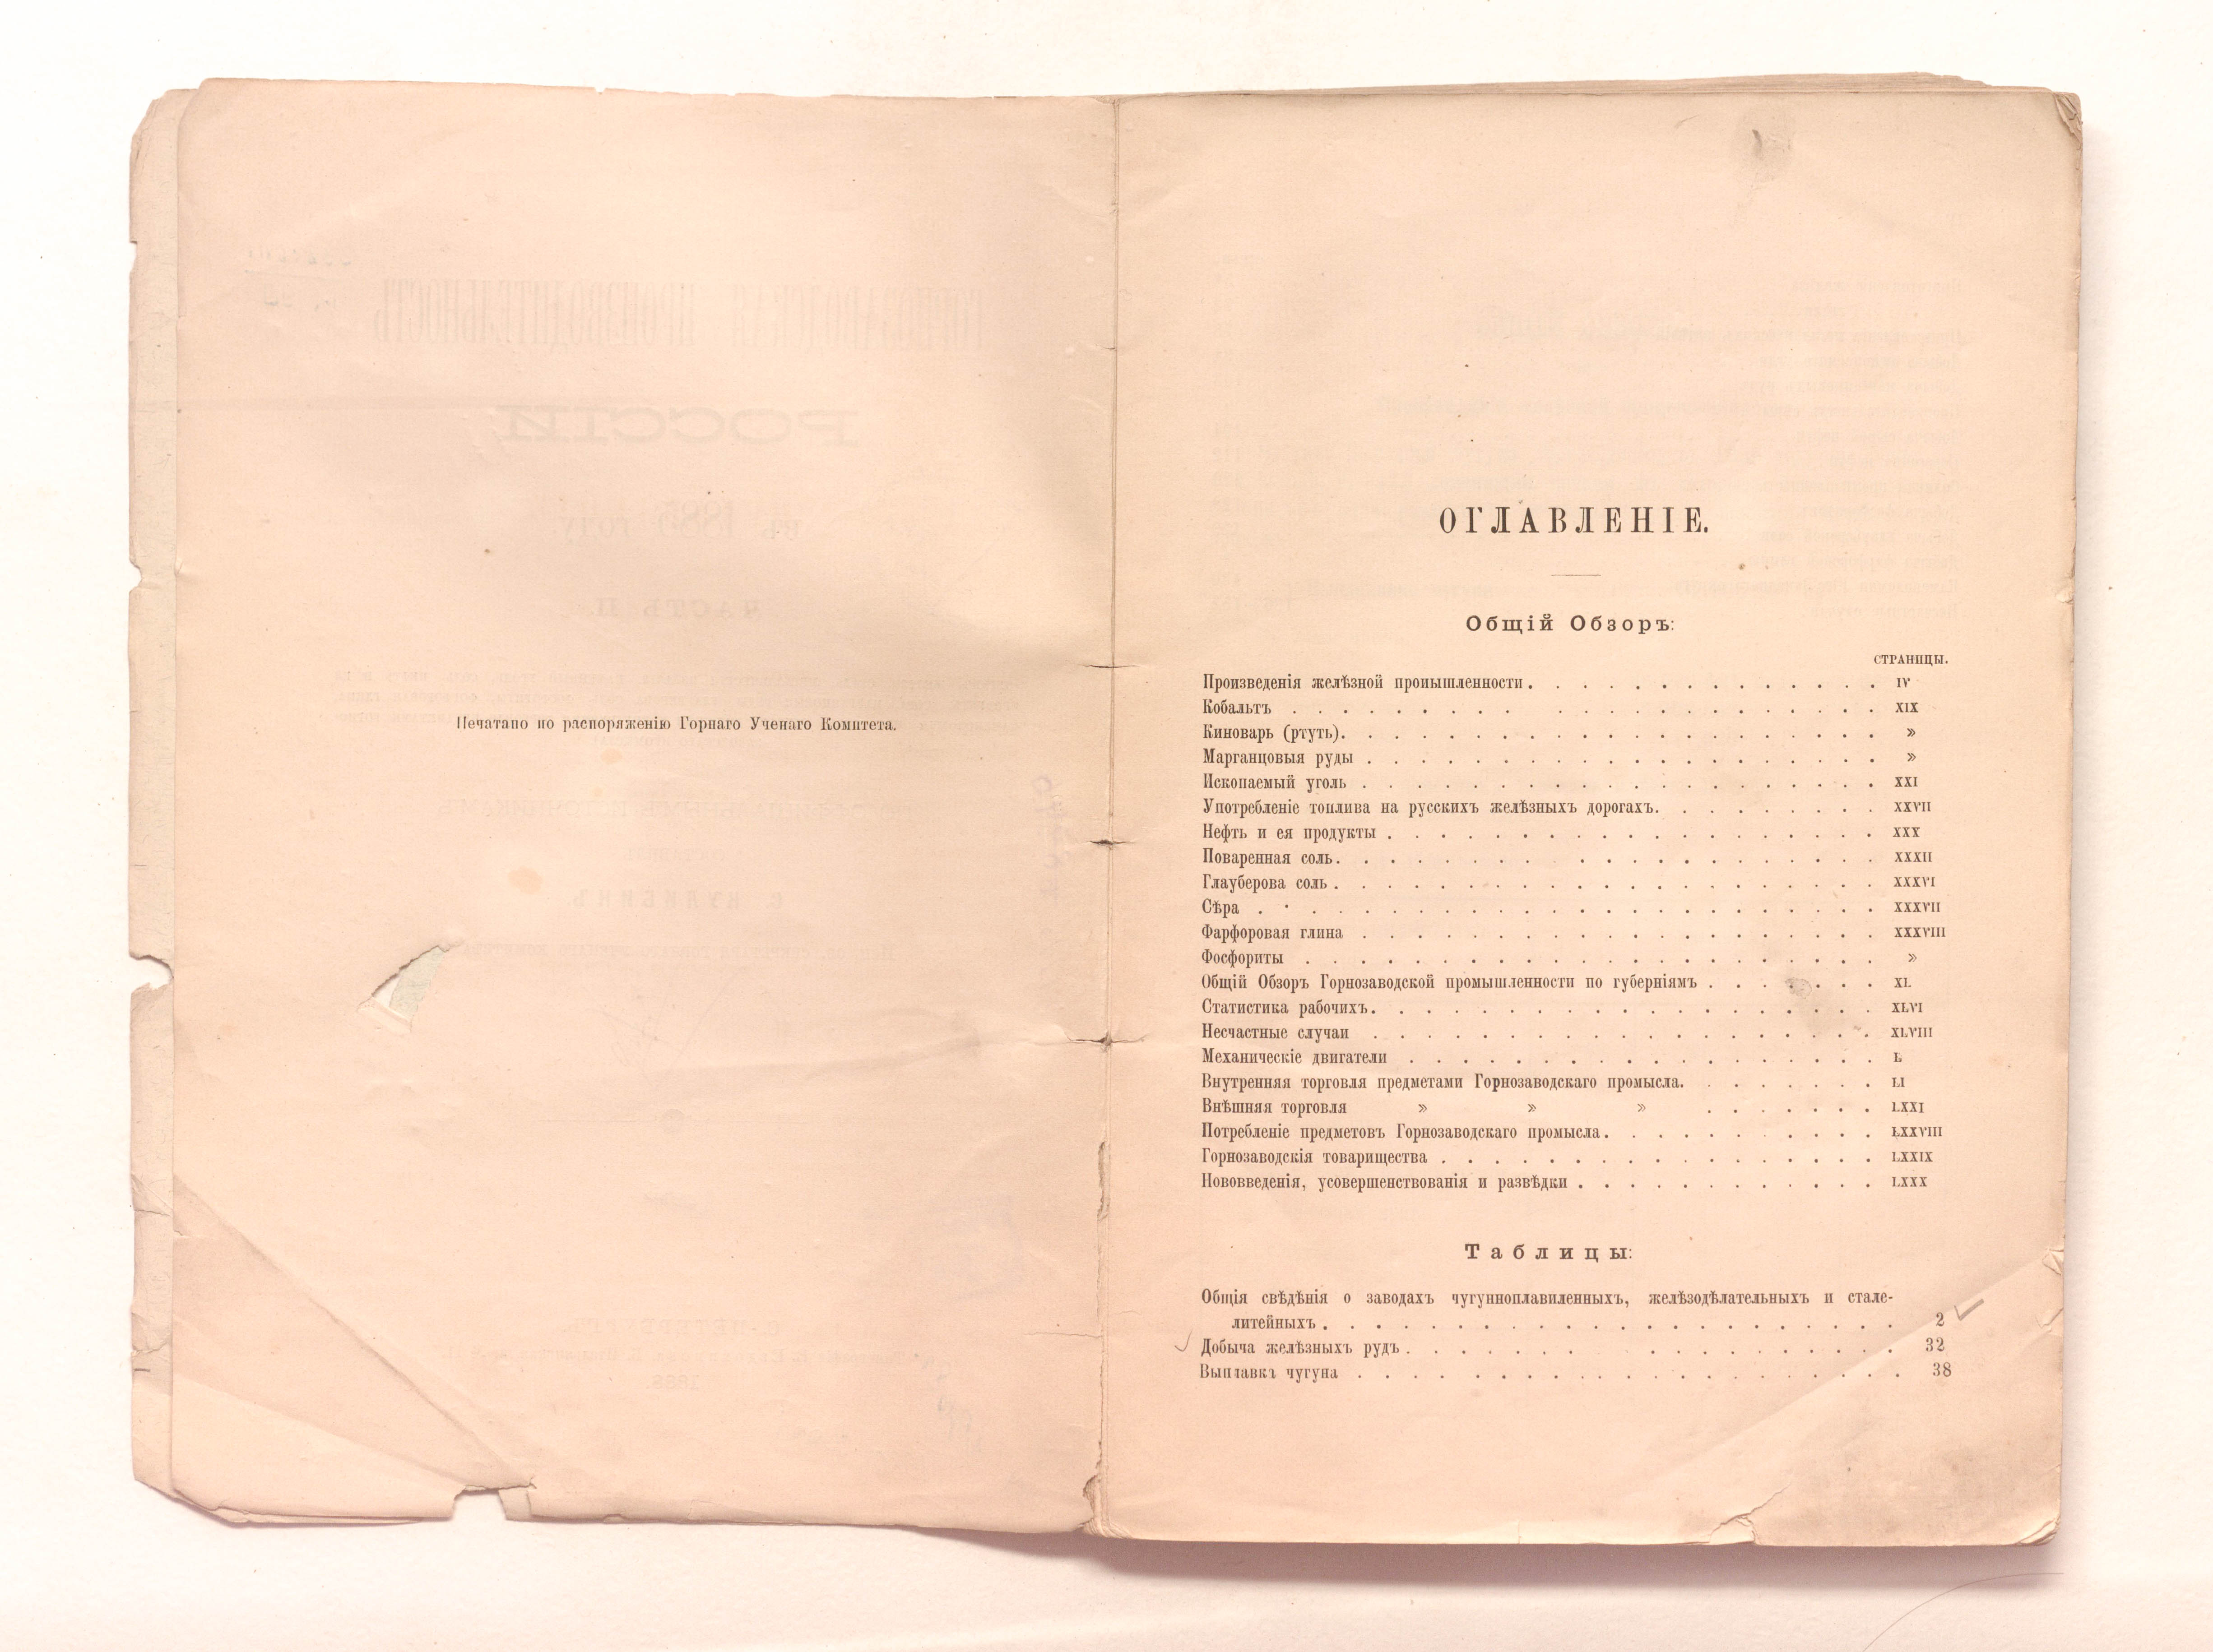 Печатано по распоряженію Горнаго Ученаго Комитета.
ОГЛАВЛЕНІЕ.
Общій Обзоръ:
СТРАНИЦЫ.
Произведенія желѣзной промышленности . . . . . . . . . . . . . . IV
Кобальтъ . . . . . . . . . . . . . . . . . . . . . . XIX
Киноварь (ртуть). . . . . . . . . . . . . . . . . . . . . »
Марганцовыя руды . . . . . . . . . . . . . . . . . . . . »
Ископаемый уголь . . . . . . . . . . . . . . . . . . . . XXI
Употребленіе топлива на русскихъ желѣзныхъ дорогахъ. . . . . . . . . XXVII
Нефть и ея продукты . . . . . . . . . . . . . . . . . . . XXX
Поваренная соль. . . . . . . . . . . . . . . . . . . . XXXII
Глауберова соль . . . . . . . . . . . . . . . . . . . . . XXXVI
Сѣра . . . . . . . . . . . . . . . . . . . . . . . . XXXVII
Фарфоровая глина . . . . . . . . . . . . . . . . . . . . XXXVIII
Фосфориты . . . . . . . . . . . . . . . . . . . . . . »
Общій Обзоръ Горнозаводской промышленности по губерніямъ . . . . . . . XL
Статистика рабочихъ. . . . . . . . . . . . . . . . . . . . XLVI
Несчастные случаи . . . . . . . . . . . . . . . . . . . XLVIII
Механическіе двигатели . . . . . . . . . . . . . . . . . . L
Внутренняя торговля предметами Горнозаводскаго промысла. . . . . . . . LI
Внѣшняя торговля » » » . . . . . . . LXXI
Потребленіе предметовъ Горнозаводскаго промысла . . . . . . . . . . . LXXVIII
Горнозаводскія товарищества . . . . . . . . . . . . . . . . . LXXIX
Нововведенія, усовершенствованія и развѣдки . . . . . . . . . . . . LXXX
Таблицы:
Общія свѣдѣнія о заводахъ чугунноплавиленныхъ, желѣзодѣлательныхъ и стале-
литейныхъ . . . . . . . . . . . . . . . . . . . . . . 2
Добыча желѣзныхъ рудъ . . . . . . . . . . . . . . . . . . 32
Выплавка чугуна . . . . . . . . . . . . . . . . . . . . . 38